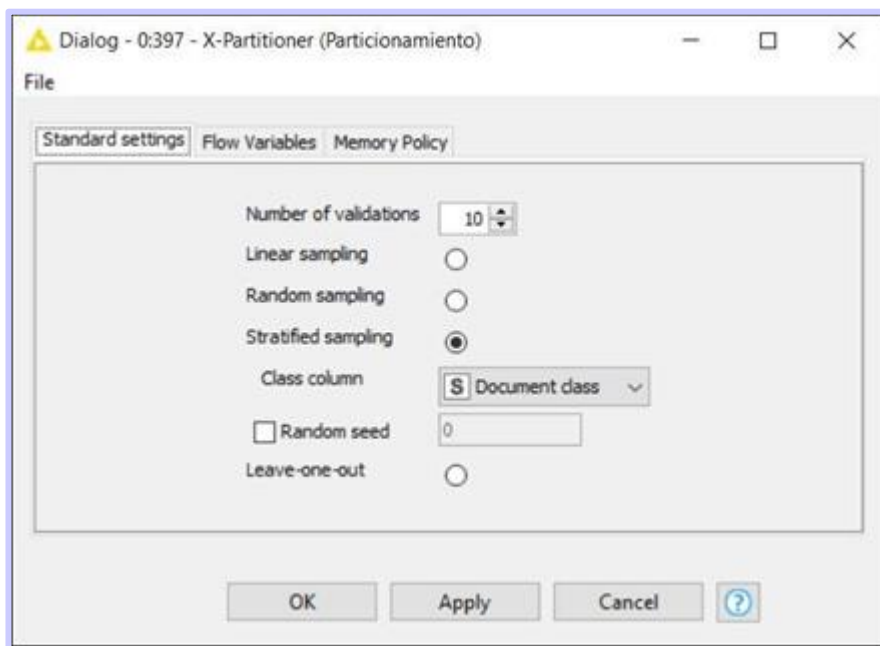 Dialog - 0:397 - X-Partitioner (Particionamiento)
File
Standard settings Flow Variables Memory Policy
Number of validations 10
Linear sampling
Random sampling
Stratified sampling
Class column S Document class
Random seed 0
Leave-one-out
OK Apply Cancel ?